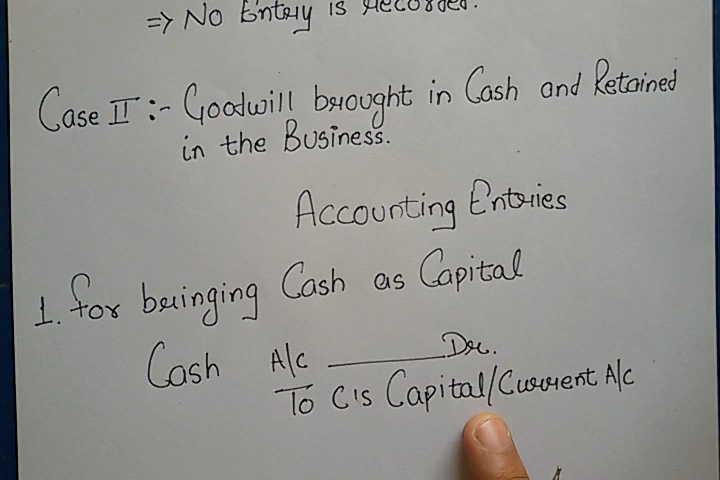 => No Entry is recorded.
Case II :- Goodwill brought in Cash and Retained
in the Business.
Accounting Entries
1. for bringing Cash as Capital
Cash A/c ________ Dr.
To C's Capital/Current A/c